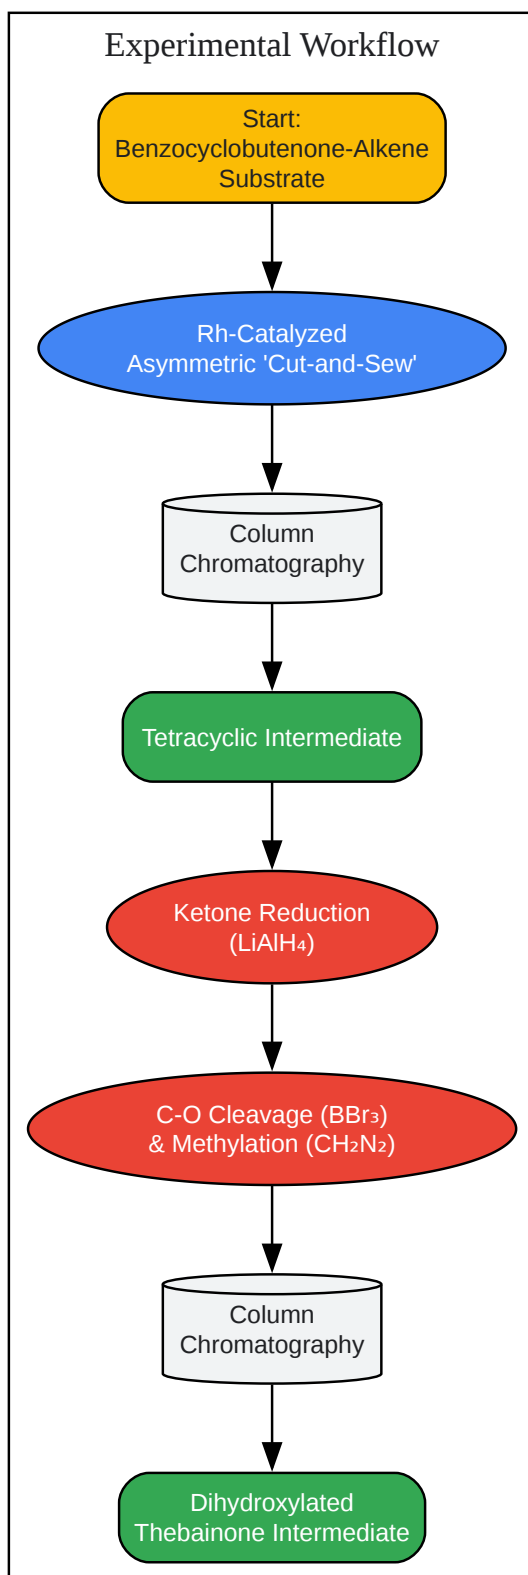 Experimental Workflow
Start:
Benzocyclobutenone-Alkene
Substrate
Rh-Catalyzed
Asymmetric 'Cut-and-Sew'
Column
Chromatography
Tetracyclic Intermediate
Ketone Reduction
(LiAlH₄)
C-O Cleavage (BBr₃)
& Methylation (CH₂N₂)
Column
Chromatography
Dihydroxylated
Thebainone Intermediate